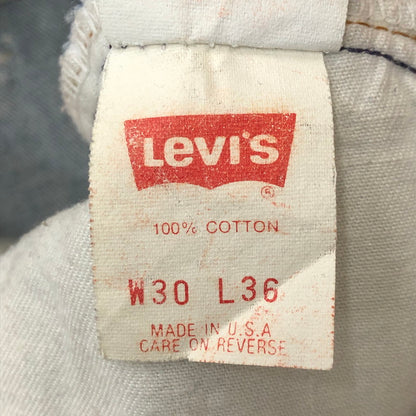 Levi's
®
100% COTTON
W30 L36
MADE IN U.S.A
CARE ON REVERSE